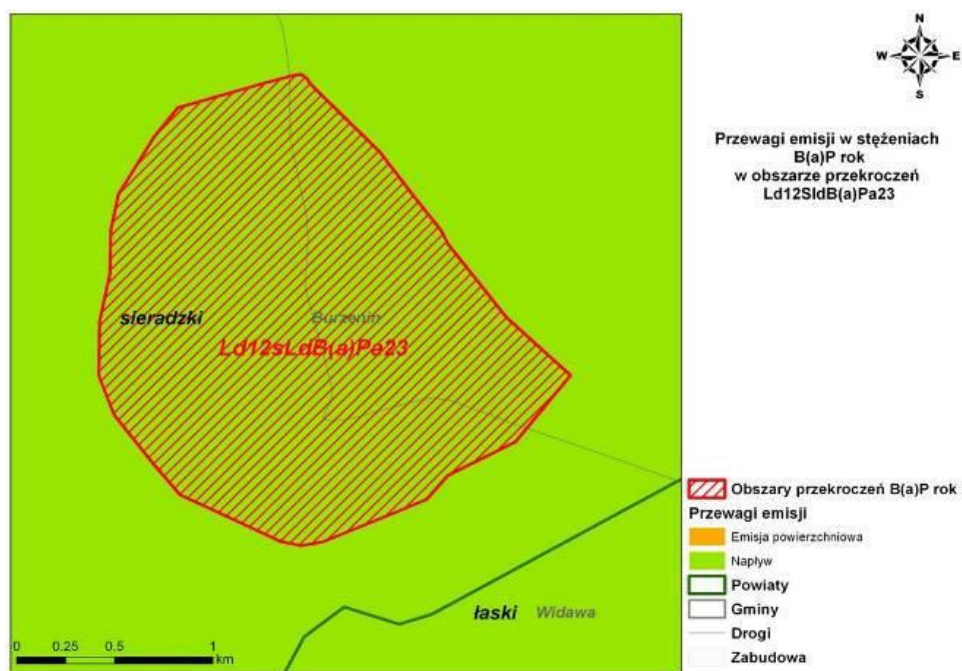 N
W
E
S
Przewagi emisji w stężeniach
B(a)P rok
w obszarze przekroczeń
Ld12SldB(a)Pa23
sieradzki
Burzenin
Ld12sLdB(a)Pa23
Obszary przekroczeń B(a)P rok
Przewagi emisji
Emisja powierzchniowa
Napływ
Powiaty
Gminy
Drogi
Zabudowa
łaski
Widawa
0 0.25 0.5 1
km